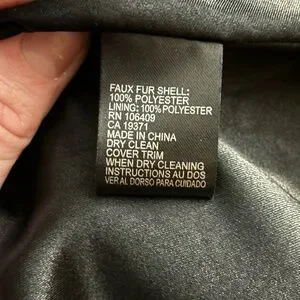 FAUX FUR SHELL:
100% POLYESTER
LINING: 100% POLYESTER
RN 106409
CA 19371
MADE IN CHINA
DRY CLEAN
COVER TRIM
WHEN DRY CLEANING
INSTRUCTIONS AU DOS
VER AL DORSO PARA CUIDADO